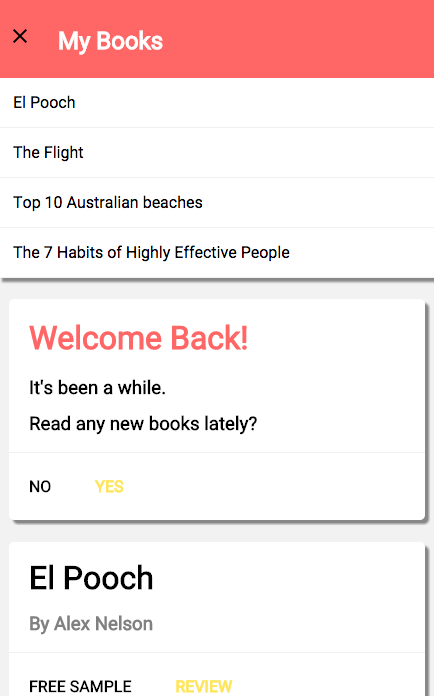 My Books
El Pooch
The Flight
Top 10 Australian beaches
The 7 Habits of Highly Effective People
Welcome Back!
It's been a while.
Read any new books lately?
NO YES
El Pooch
By Alex Nelson
FREE SAMPLE REVIEW